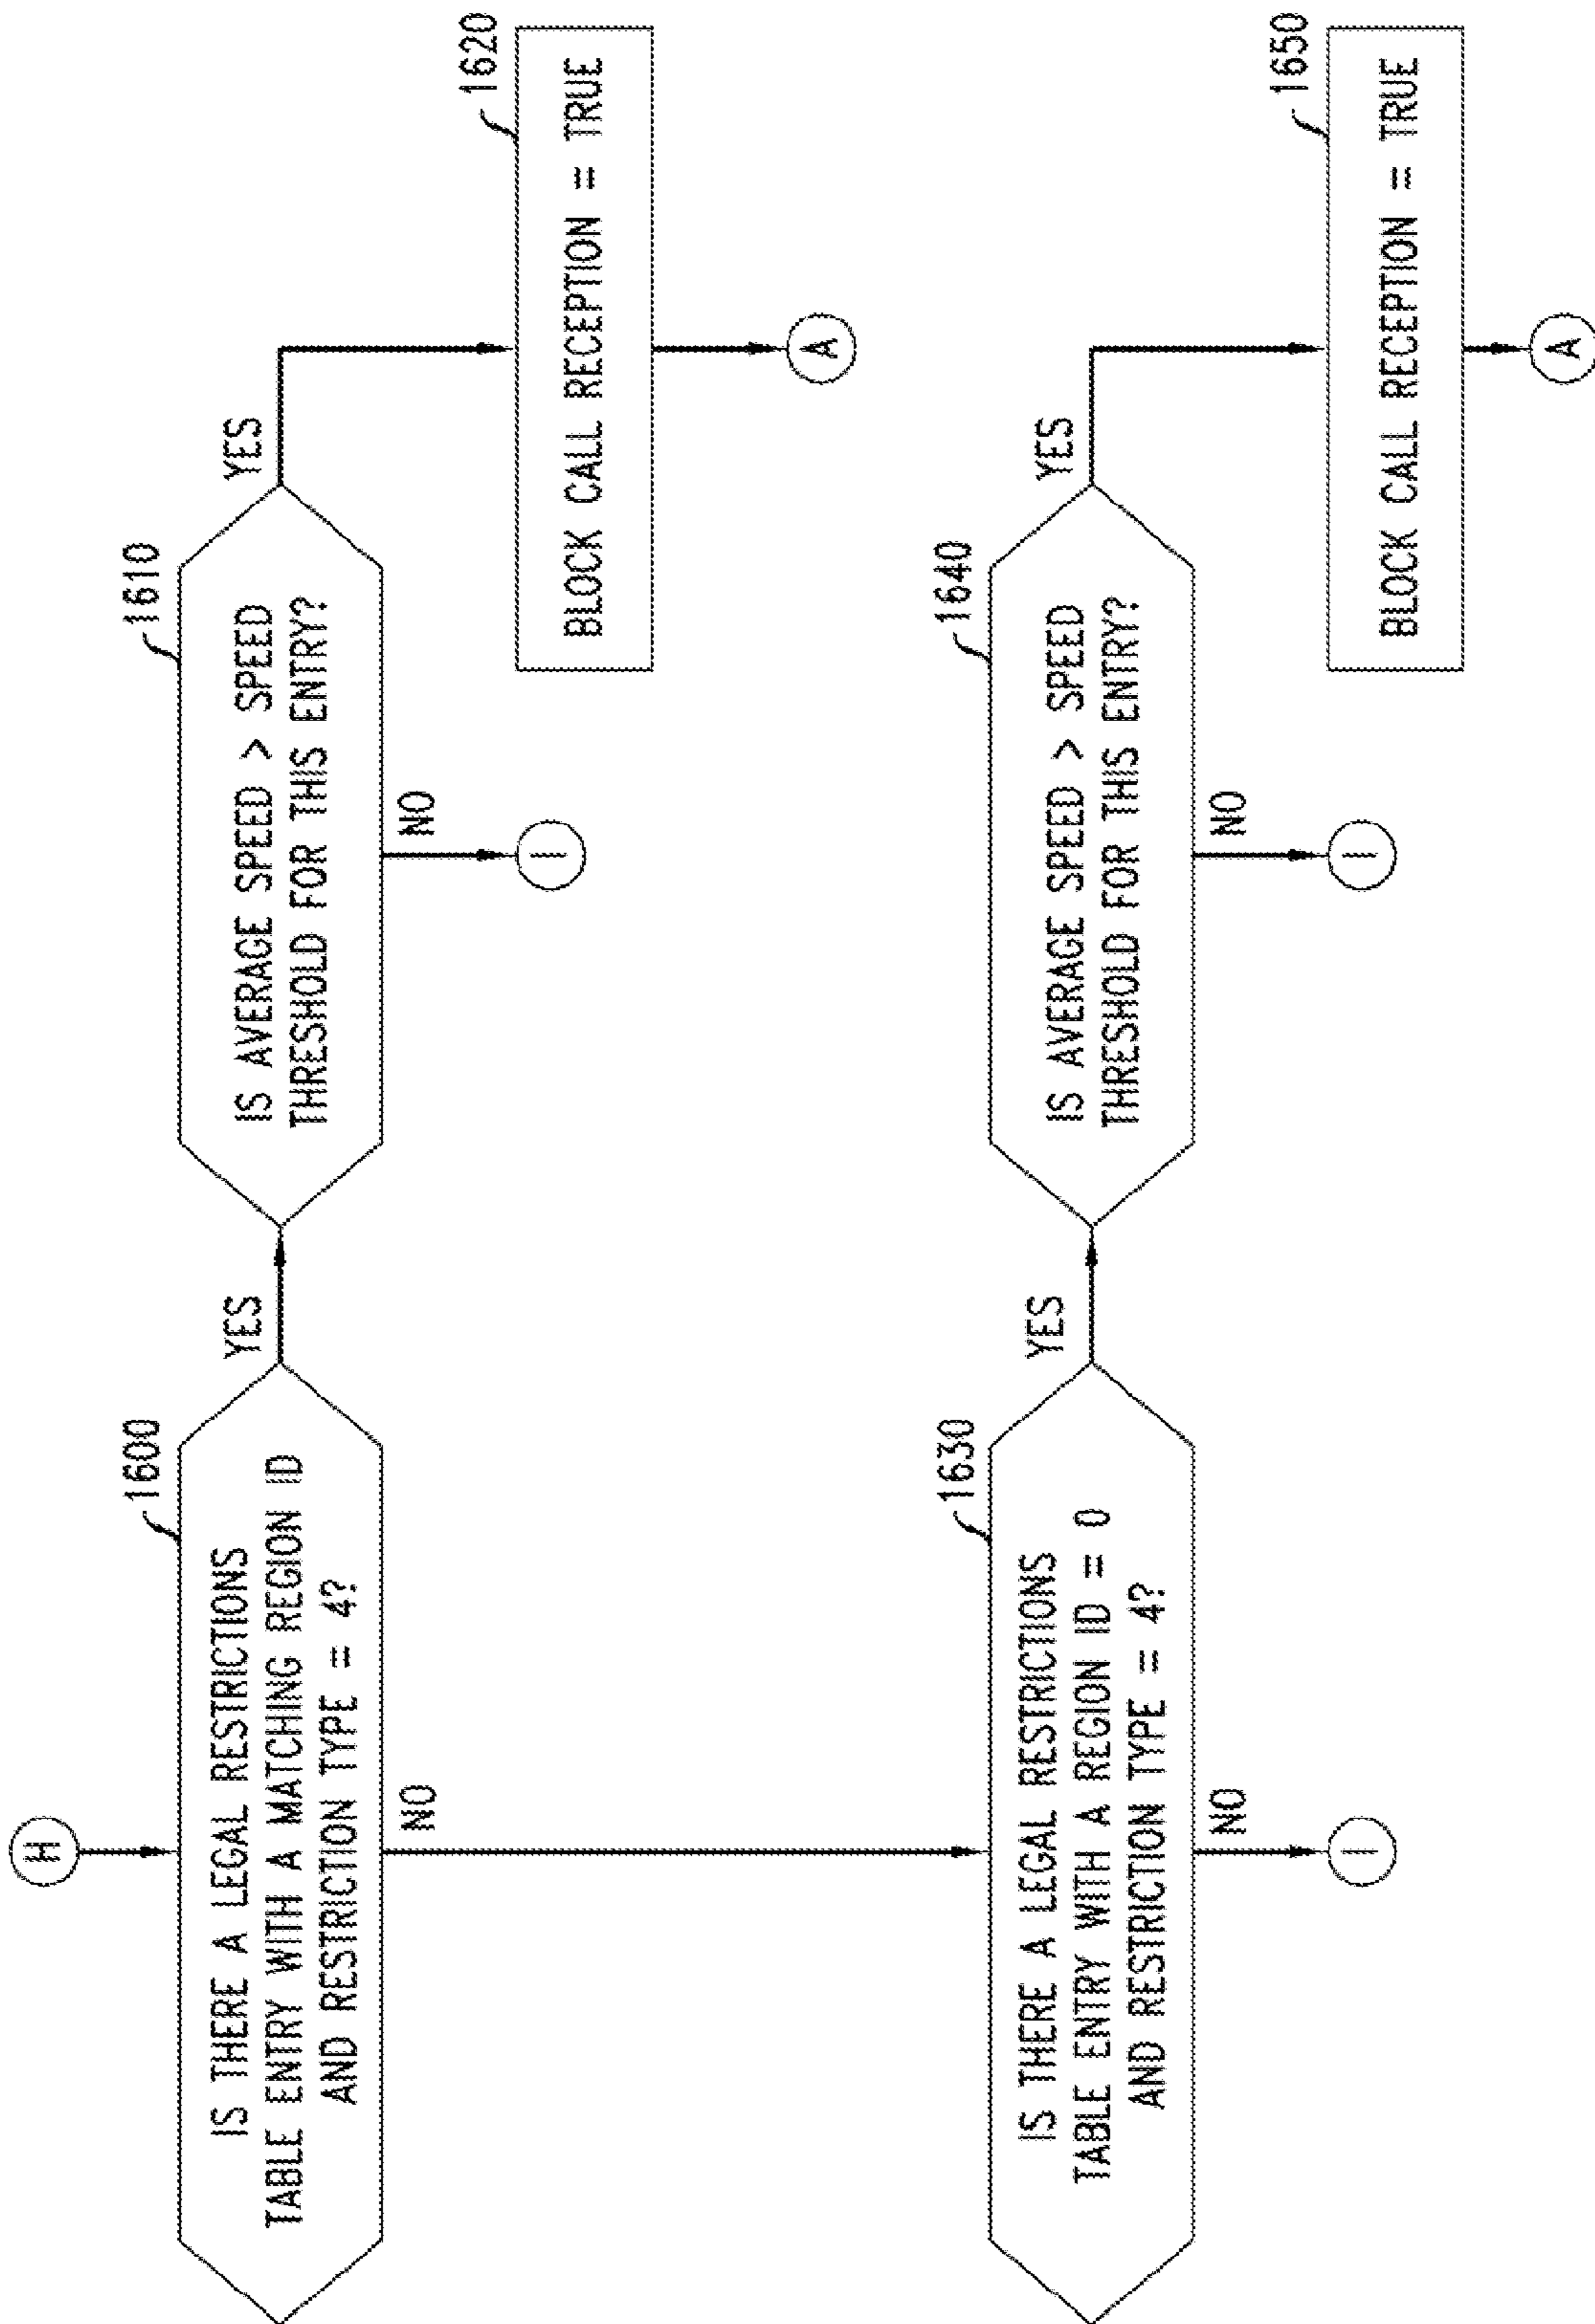 H
1600
IS THERE A LEGAL RESTRICTIONS
TABLE ENTRY WITH A MATCHING REGION ID
AND RESTRICTION TYPE = 4?
YES
NO
1610
IS AVERAGE SPEED > SPEED
THRESHOLD FOR THIS ENTRY?
YES
NO
I
1620
BLOCK CALL RECEPTION = TRUE
A
1630
IS THERE A LEGAL RESTRICTIONS
TABLE ENTRY WITH A REGION ID = 0
AND RESTRICTION TYPE = 4?
YES
NO
I
1640
IS AVERAGE SPEED > SPEED
THRESHOLD FOR THIS ENTRY?
YES
NO
I
1650
BLOCK CALL RECEPTION = TRUE
A